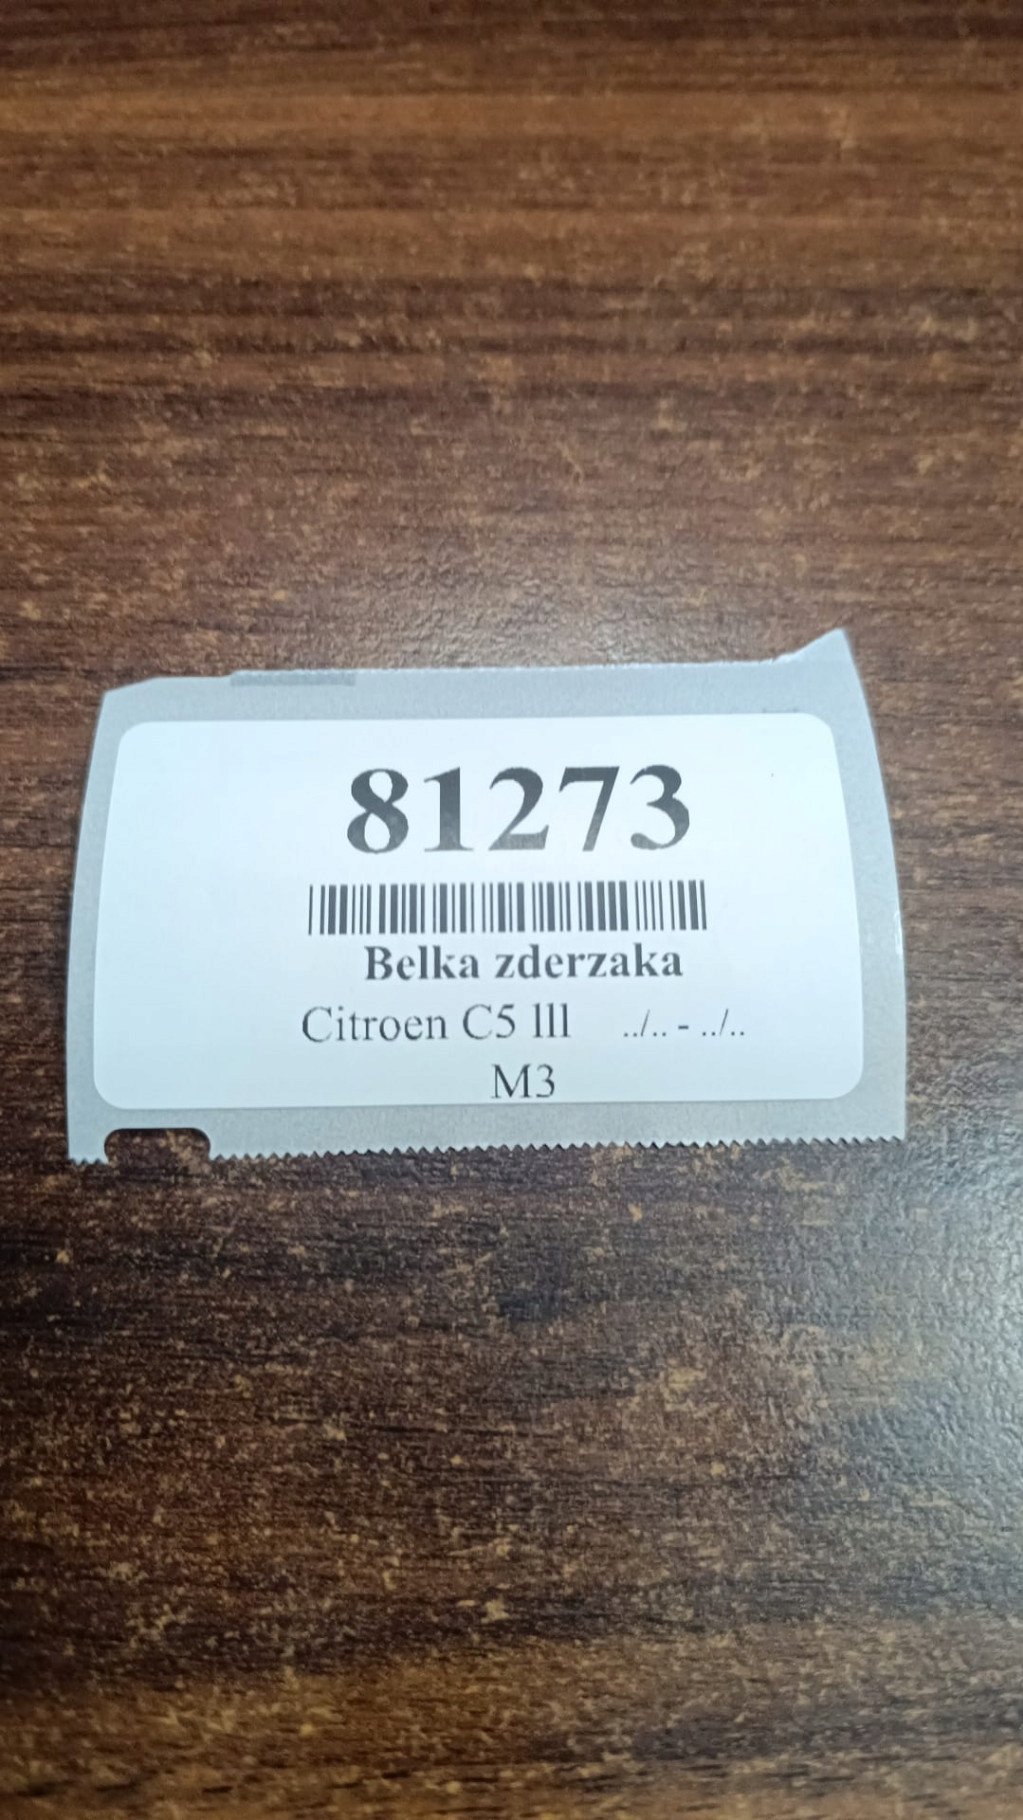 81273
Belka zderzaka
Citroen C5 lll ../.. - ../..
M3